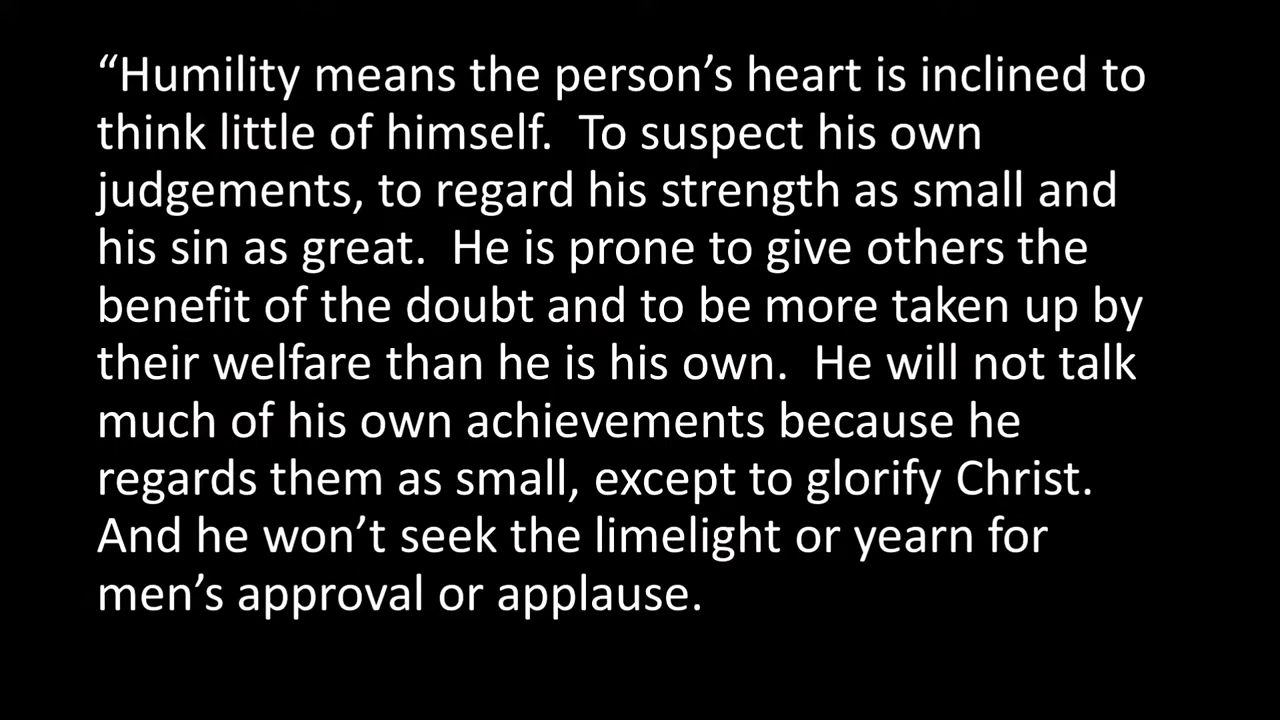 “Humility means the person’s heart is inclined to
think little of himself.  To suspect his own
judgements, to regard his strength as small and
his sin as great.  He is prone to give others the
benefit of the doubt and to be more taken up by
their welfare than he is his own.  He will not talk
much of his own achievements because he
regards them as small, except to glorify Christ.
And he won’t seek the limelight or yearn for
men’s approval or applause.